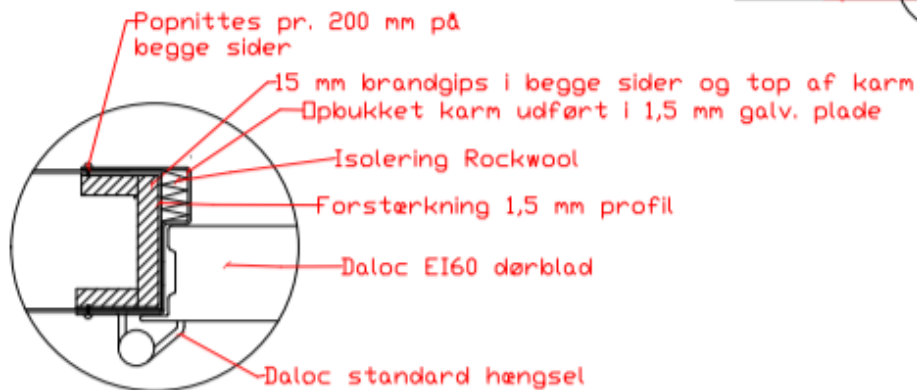 Popnittes pr. 200 mm på
begge sider
15 mm brandgips i begge sider og top af karm
Opbukket karm udført i 1,5 mm galv. plade
Isolering Rockwool
Forstærkning 1,5 mm profil
Daloc EI60 dørblad
Daloc standard hængsel